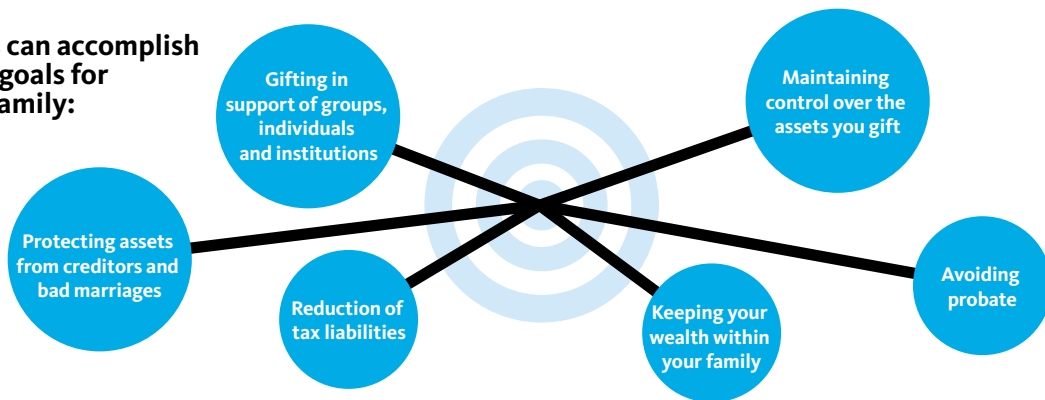 can accomplish
goals for
family:
Gifting in
support of groups,
individuals
and institutions
Maintaining
control over the
assets you gift
Protecting assets
from creditors and
bad marriages
Reduction of
tax liabilities
Keeping your
wealth within
your family
Avoiding
probate